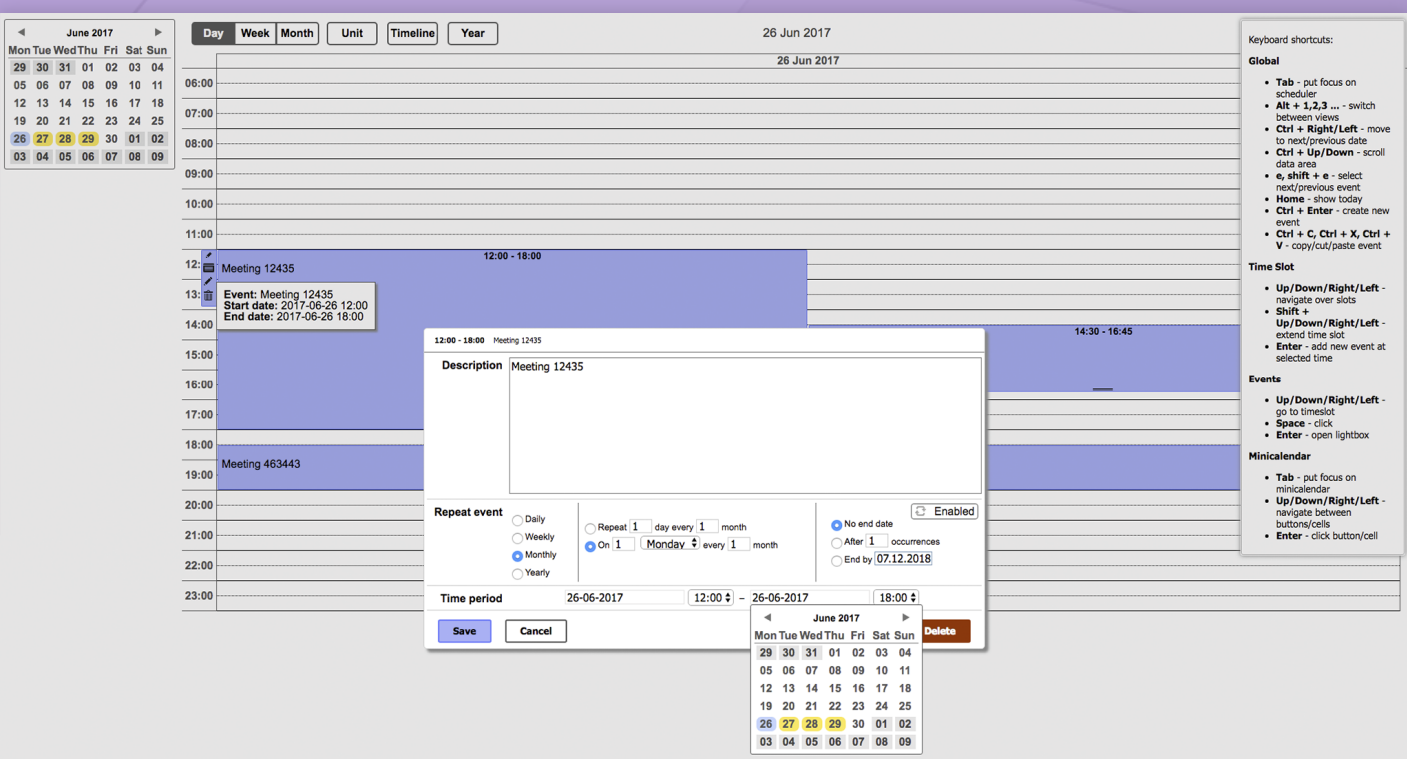 June 2017
Mon Tue Wed Thu Fri Sat Sun
29 30 31 01 02 03 04
05 06 07 08 09 10 11
12 13 14 15 16 17 18
19 20 21 22 23 24 25
26 27 28 29 30 01 02
03 04 05 06 07 08 09
Day Week Month Unit Timeline Year
26 Jun 2017
26 Jun 2017
06:00
07:00
08:00
09:00
10:00
11:00
12:
13:
14:00
15:00
16:00
17:00
18:00
19:00
20:00
21:00
22:00
23:00
12:00 - 18:00
Meeting 12435
Event: Meeting 12435
Start date: 2017-06-26 12:00
End date: 2017-06-26 18:00
14:30 - 16:45
Meeting 463443
12:00 - 18:00 Meeting 12435
Description Meeting 12435
Repeat event
Daily
Weekly
Monthly
Yearly
Repeat 1 day every 1 month
On 1 Monday every 1 month
Enabled
No end date
After 1 occurrences
End by 07.12.2018
Time period 26-06-2017 12:00 – 26-06-2017 18:00
Save Cancel Delete
June 2017
Mon Tue Wed Thu Fri Sat Sun
29 30 31 01 02 03 04
05 06 07 08 09 10 11
12 13 14 15 16 17 18
19 20 21 22 23 24 25
26 27 28 29 30 01 02
03 04 05 06 07 08 09
Keyboard shortcuts:
Global
• Tab - put focus on
scheduler
• Alt + 1,2,3 ... - switch
between views
• Ctrl + Right/Left - move
to next/previous date
• Ctrl + Up/Down - scroll
data area
• e, shift + e - select
next/previous event
• Home - show today
• Ctrl + Enter - create new
event
• Ctrl + C, Ctrl + X, Ctrl +
V - copy/cut/paste event
Time Slot
• Up/Down/Right/Left -
navigate over slots
• Shift +
Up/Down/Right/Left -
extend time slot
• Enter - add new event at
selected time
Events
• Up/Down/Right/Left -
go to timeslot
• Space - click
• Enter - open lightbox
Minicalendar
• Tab - put focus on
minicalendar
• Up/Down/Right/Left -
navigate between
buttons/cells
• Enter - click button/cell